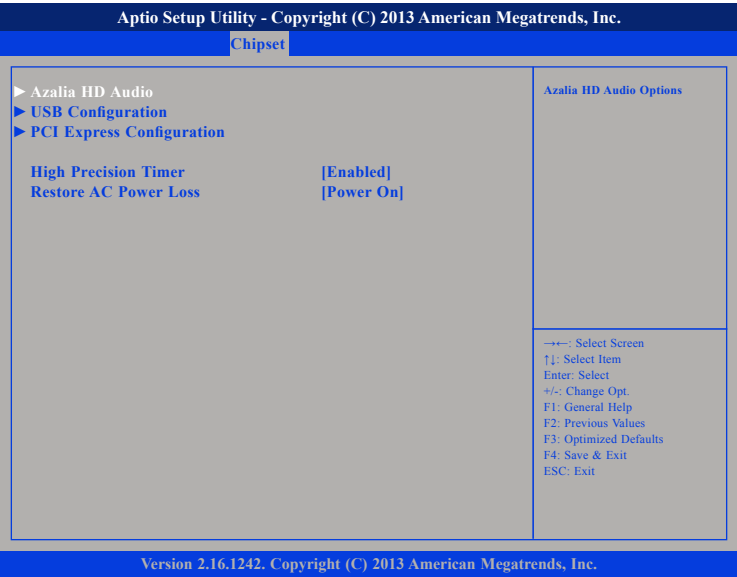 Aptio Setup Utility - Copyright (C) 2013 American Megatrends, Inc.
Chipset
► Azalia HD Audio
► USB Configuration
► PCI Express Configuration
High Precision Timer [Enabled]
Restore AC Power Loss [Power On]
Azalia HD Audio Options
→←: Select Screen
↑↓: Select Item
Enter: Select
+/-: Change Opt.
F1: General Help
F2: Previous Values
F3: Optimized Defaults
F4: Save & Exit
ESC: Exit
Version 2.16.1242. Copyright (C) 2013 American Megatrends, Inc.